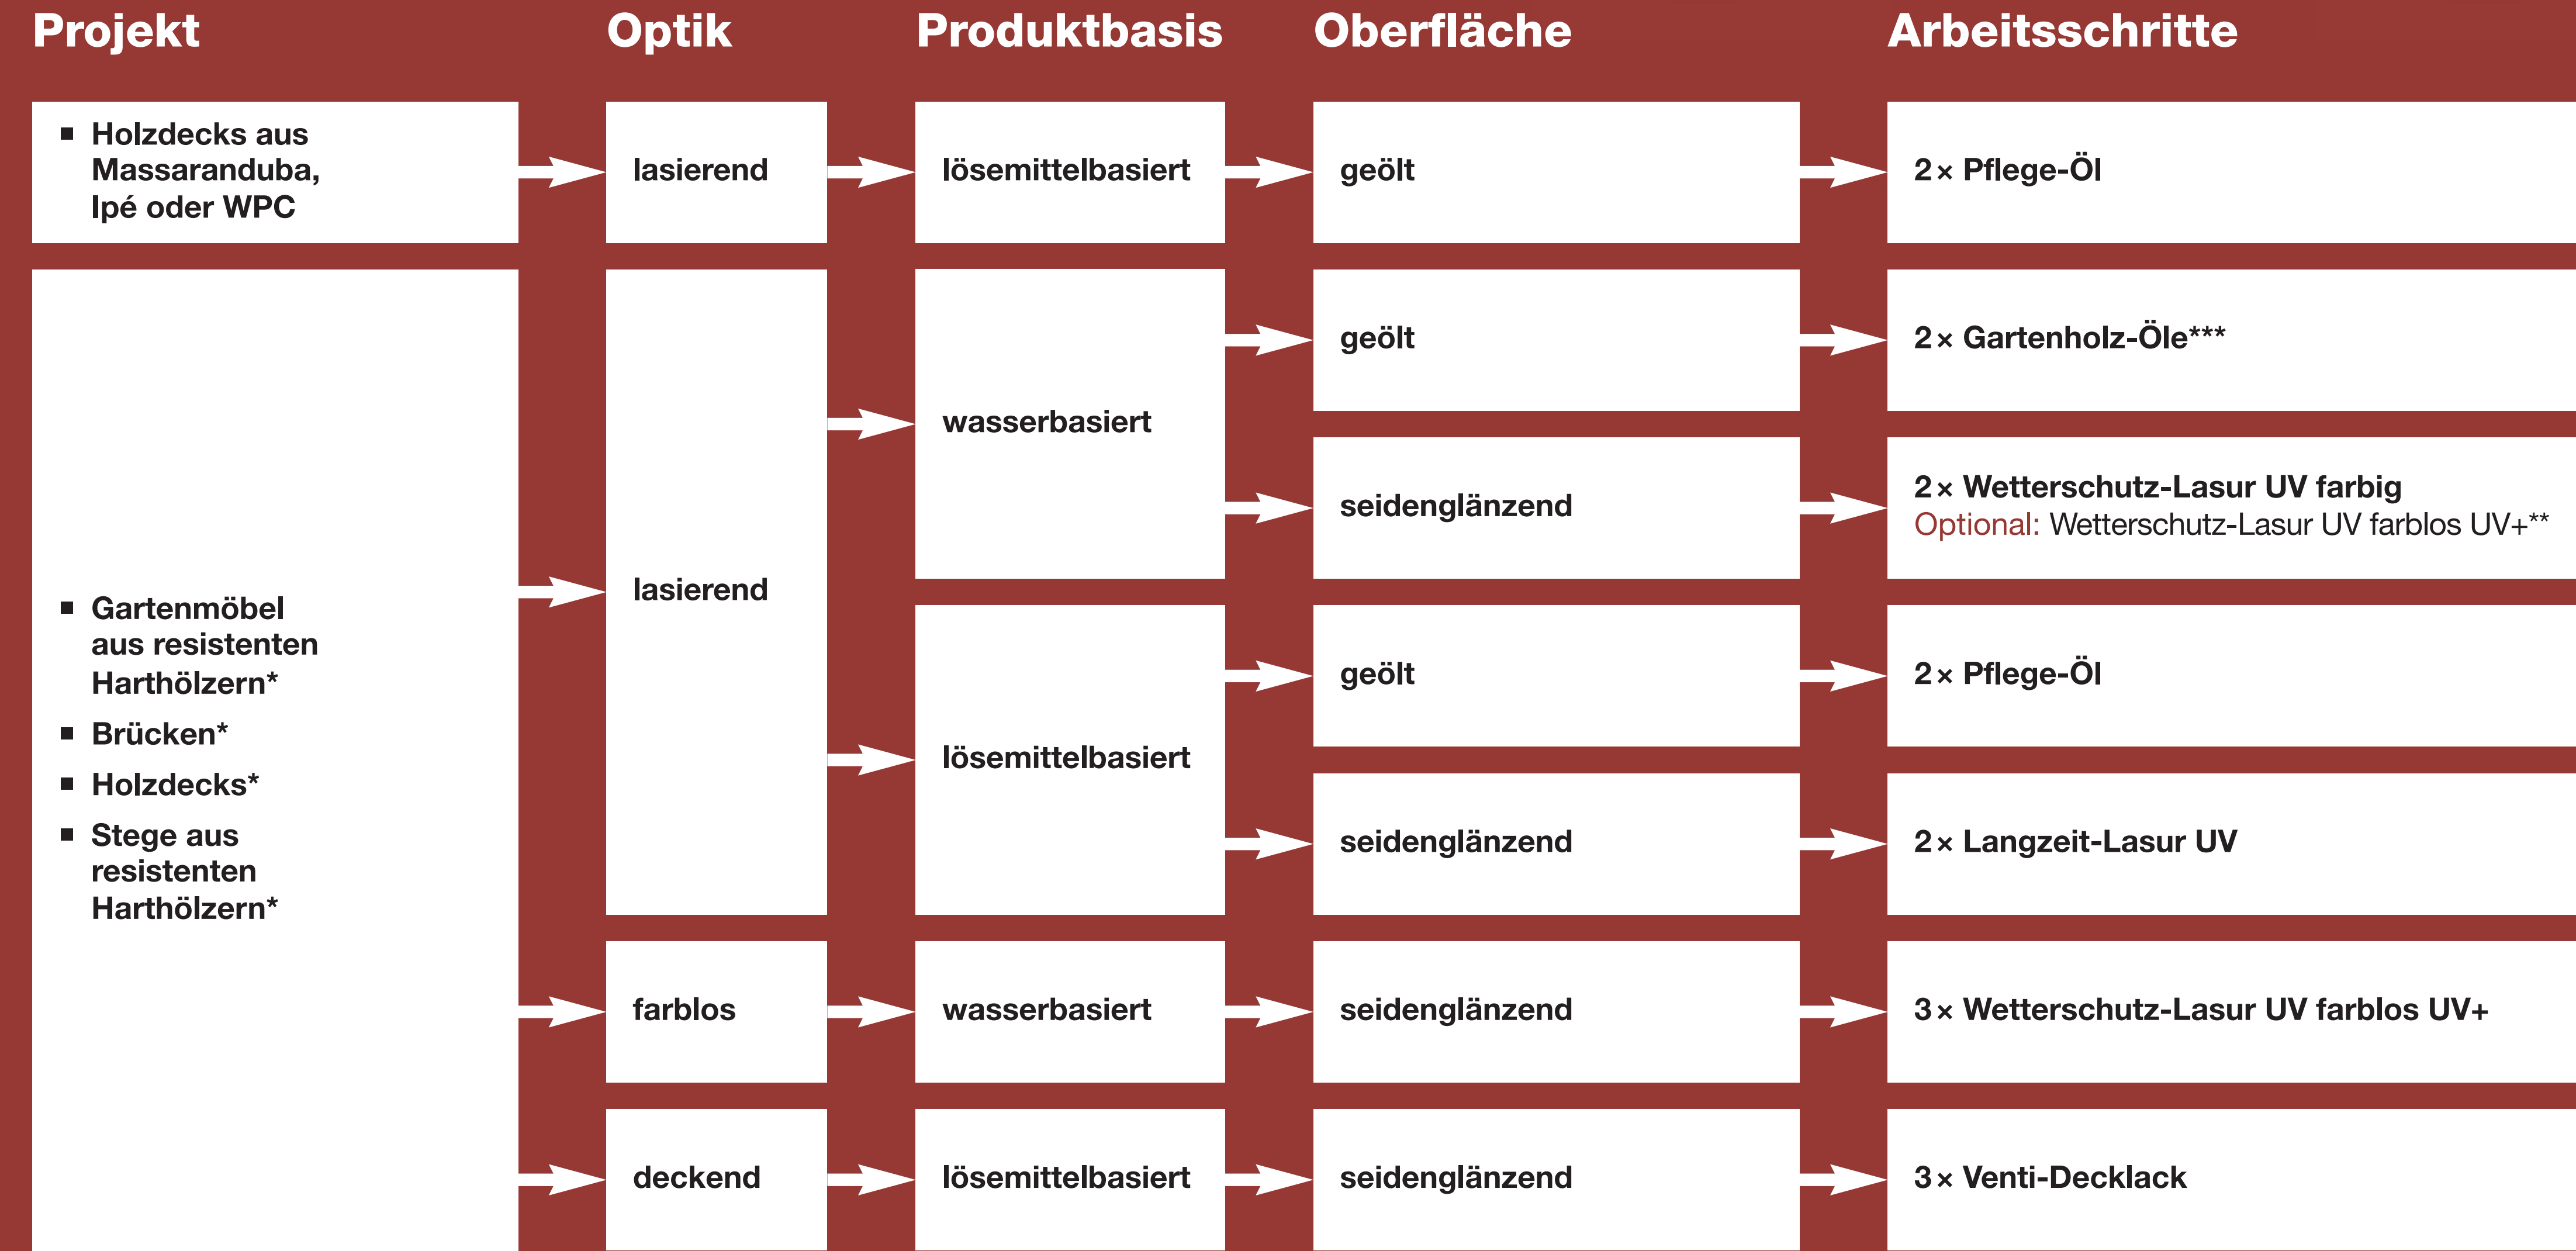 Projekt
Optik
Produktbasis
Oberfläche
Arbeitsschritte
■ Holzdecks aus
Massaranduba,
Ipé oder WPC
lasierend
lösemittelbasiert
geölt
2× Pflege-Öl
■ Gartenmöbel
aus resistenten
Harthölzern*
■ Brücken*
■ Holzdecks*
■ Stege aus
resistenten
Harthölzern*
lasierend
wasserbasiert
geölt
2× Gartenholz-Öle***
seidenglänzend
2× Wetterschutz-Lasur UV farbig
Optional: Wetterschutz-Lasur UV farblos UV+**
lösemittelbasiert
geölt
2× Pflege-Öl
seidenglänzend
2× Langzeit-Lasur UV
farblos
wasserbasiert
seidenglänzend
3× Wetterschutz-Lasur UV farblos UV+
deckend
lösemittelbasiert
seidenglänzend
3× Venti-Decklack